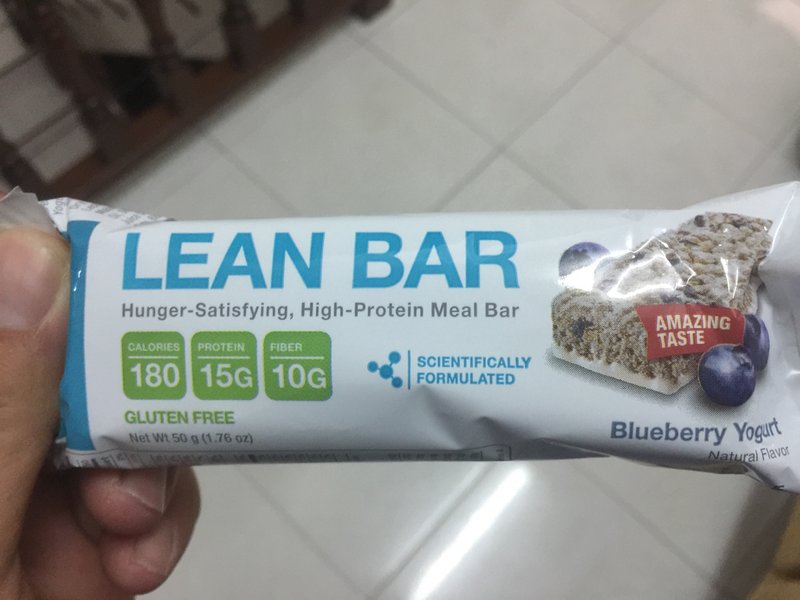 LEAN BAR
Hunger-Satisfying, High-Protein Meal Bar
CALORIES
180
PROTEIN
15G
FIBER
10G
SCIENTIFICALLY
FORMULATED
GLUTEN FREE
Net Wt 50 g (1.76 oz)
AMAZING
TASTE
Blueberry Yogurt
Natural Flavor